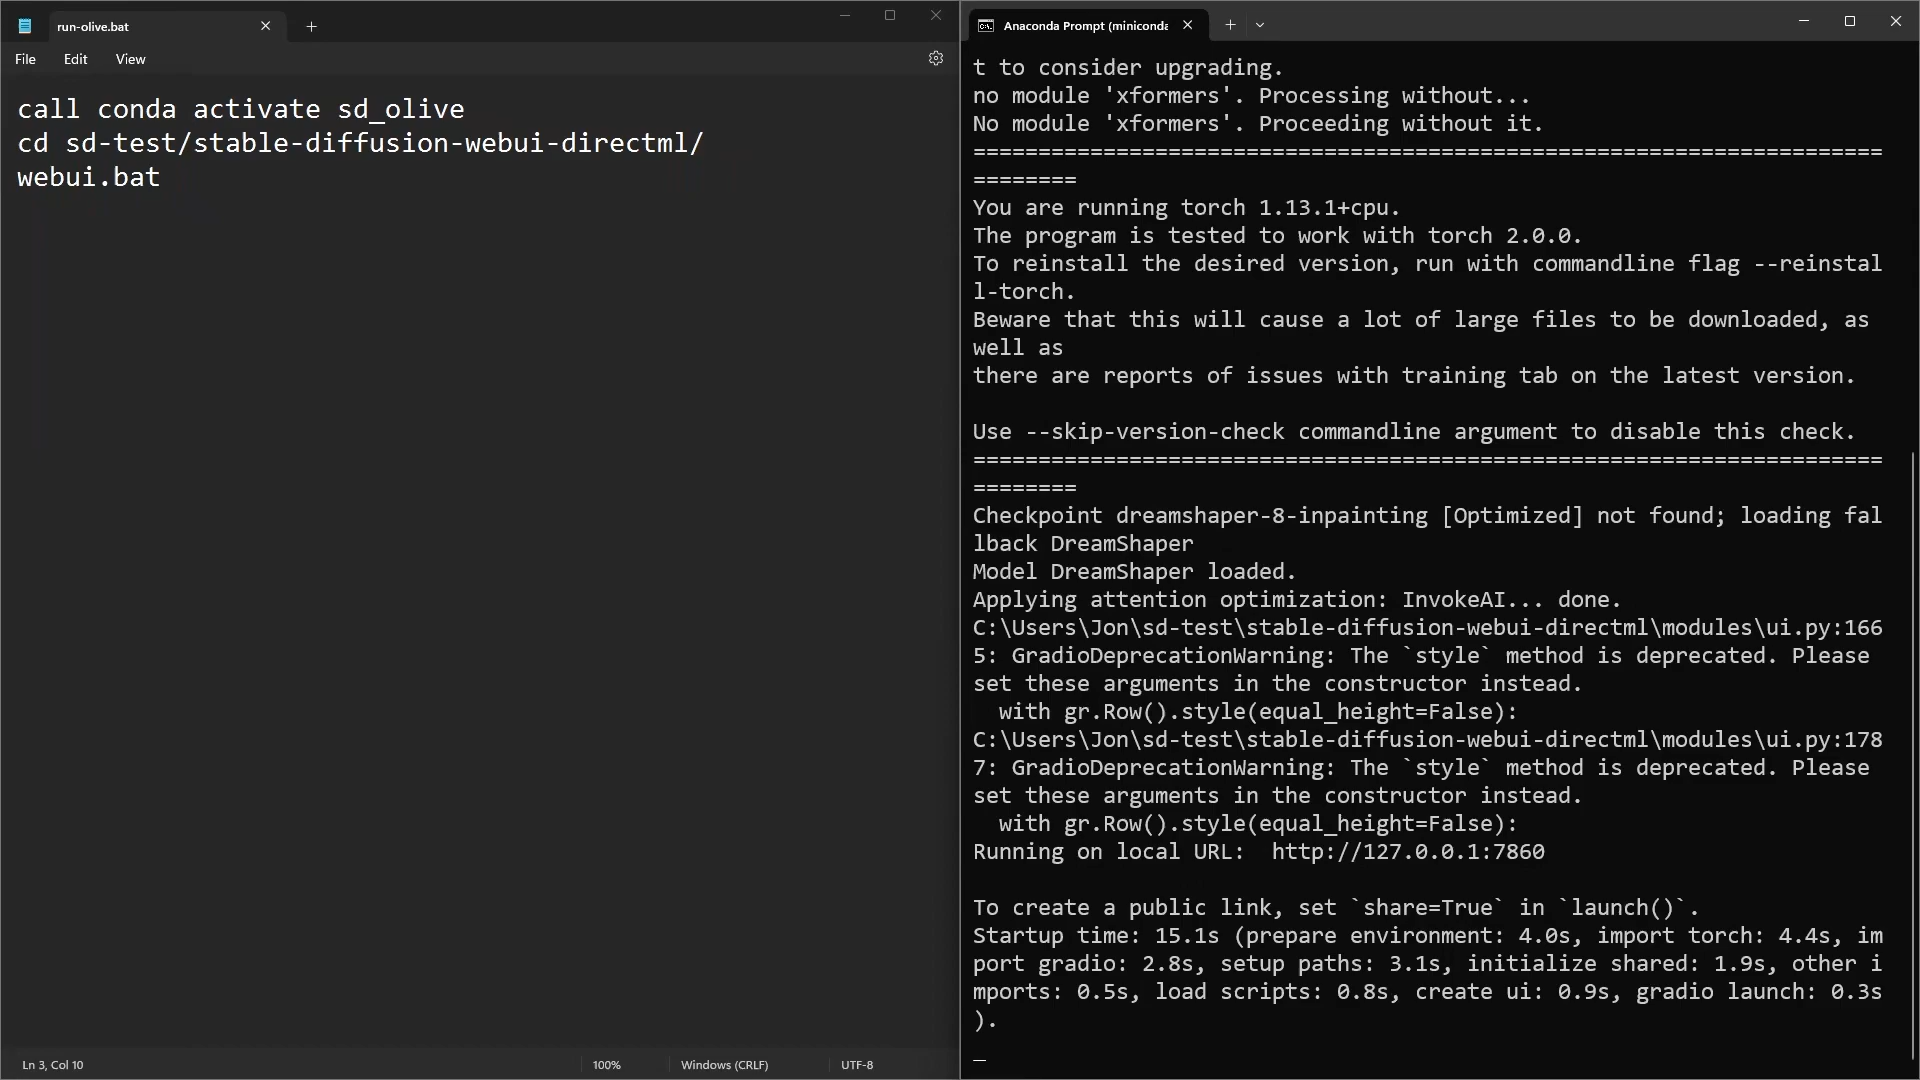 run-olive.bat
File
Edit
View
call conda activate sd_olive
cd sd-test/stable-diffusion-webui-directml/
webui.bat
Ln 3, Col 10
100%
Windows (CRLF)
UTF-8
Anaconda Prompt (miniconda
t to consider upgrading.
no module 'xformers'. Processing without...
No module 'xformers'. Proceeding without it.
======================================================================
========
You are running torch 1.13.1+cpu.
The program is tested to work with torch 2.0.0.
To reinstall the desired version, run with commandline flag --reinstal
l-torch.
Beware that this will cause a lot of large files to be downloaded, as
well as
there are reports of issues with training tab on the latest version.
Use --skip-version-check commandline argument to disable this check.
======================================================================
========
Checkpoint dreamshaper-8-inpainting [Optimized] not found; loading fal
lback DreamShaper
Model DreamShaper loaded.
Applying attention optimization: InvokeAI... done.
C:\Users\Jon\sd-test\stable-diffusion-webui-directml\modules\ui.py:166
5: GradioDeprecationWarning: The `style` method is deprecated. Please
set these arguments in the constructor instead.
with gr.Row().style(equal_height=False):
C:\Users\Jon\sd-test\stable-diffusion-webui-directml\modules\ui.py:178
7: GradioDeprecationWarning: The `style` method is deprecated. Please
set these arguments in the constructor instead.
with gr.Row().style(equal_height=False):
Running on local URL:  http://127.0.0.1:7860
To create a public link, set `share=True` in `launch()`.
Startup time: 15.1s (prepare environment: 4.0s, import torch: 4.4s, im
port gradio: 2.8s, setup paths: 3.1s, initialize shared: 1.9s, other i
mports: 0.5s, load scripts: 0.8s, create ui: 0.9s, gradio launch: 0.3s
).